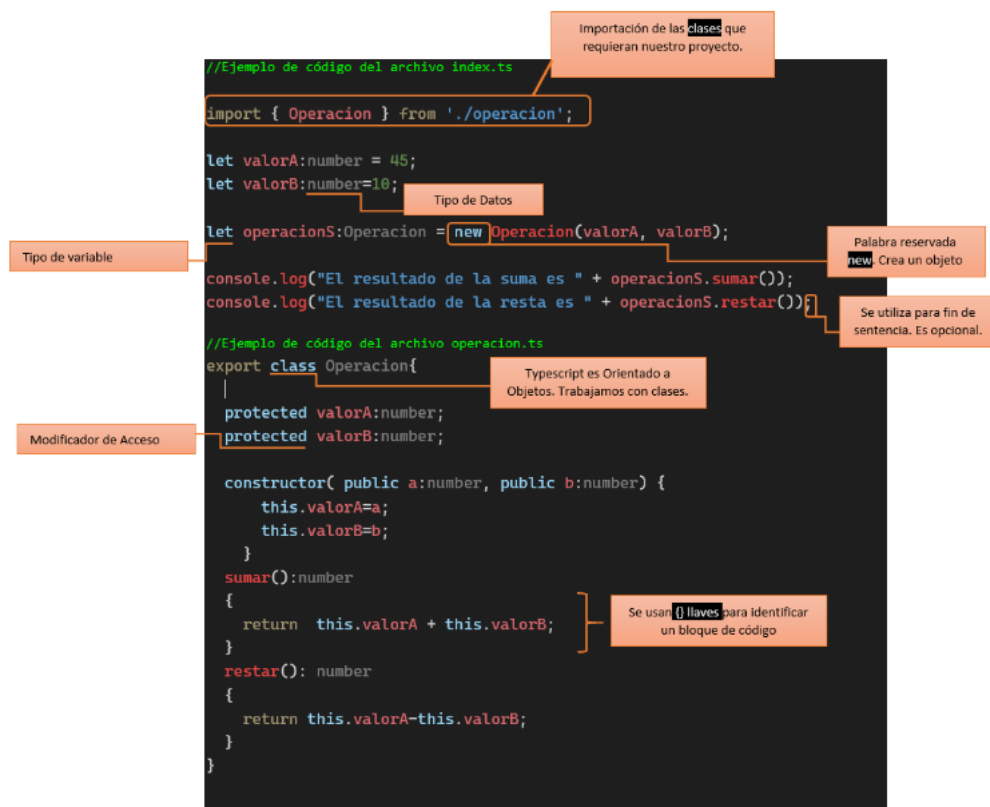 Importación de las clases que
requieran nuestro proyecto.
//Ejemplo de código del archivo index.ts
import { Operacion } from './operacion';
let valorA:number = 45;
let valorB:number=10;
Tipo de Datos
let operacionS:Operacion = new Operacion(valorA, valorB);
Tipo de variable
Palabra reservada
new. Crea un objeto
console.log("El resultado de la suma es " + operacionS.sumar());
console.log("El resultado de la resta es " + operacionS.restar());
Se utiliza para fin de
sentencia. Es opcional.
//Ejemplo de código del archivo operacion.ts
export class Operacion{
Typescript es Orientado a
Objetos. Trabajamos con clases.
protected valorA:number;
protected valorB:number;
Modificador de Acceso
constructor( public a:number, public b:number) {
this.valorA=a;
this.valorB=b;
}
sumar():number
{
return  this.valorA + this.valorB;
}
Se usan {} llaves para identificar
un bloque de código
restar(): number
{
return this.valorA-this.valorB;
}
}